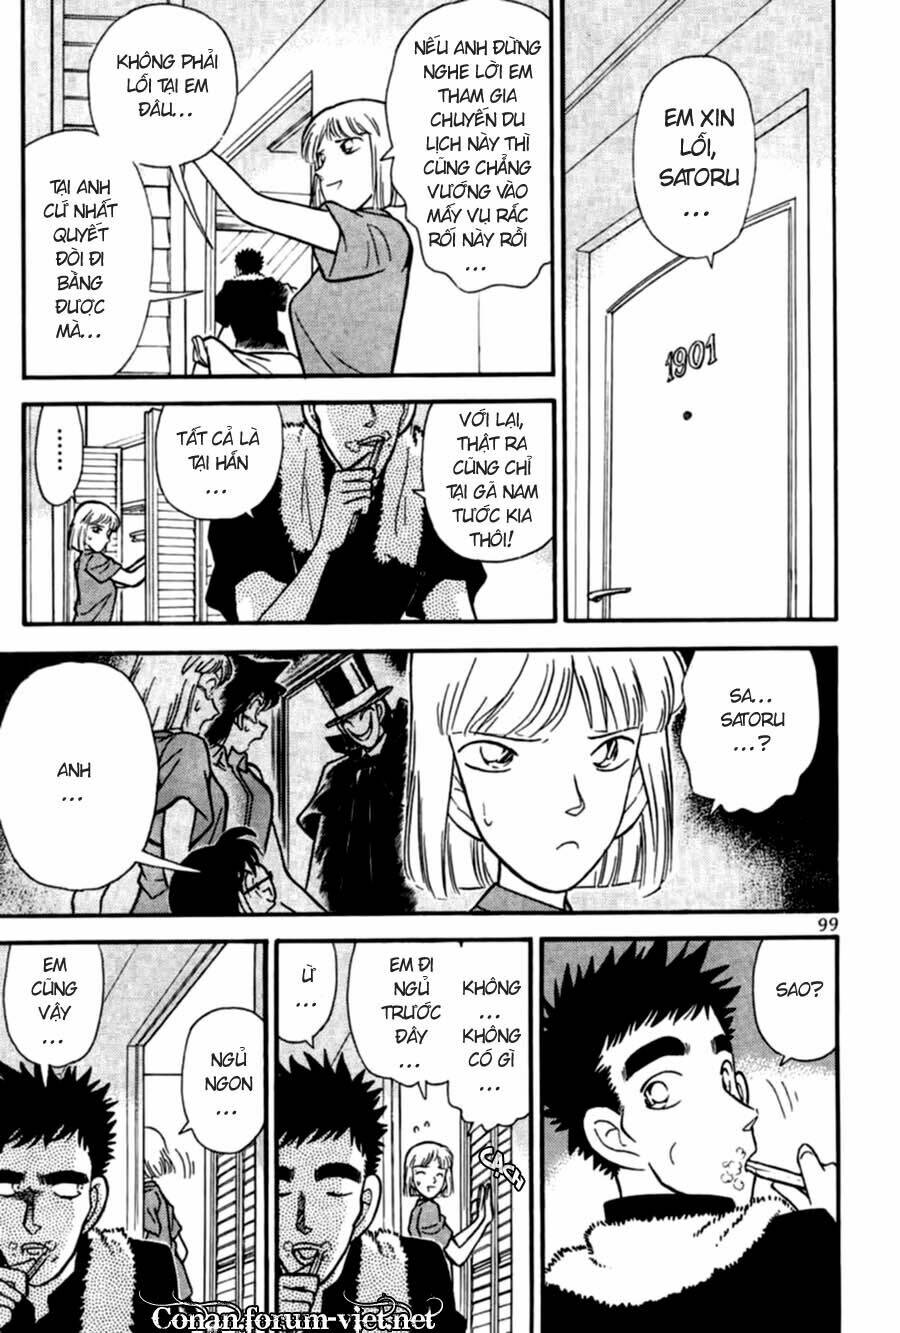 EM XIN
LỖI,
SATORU
...
1901
NẾU ANH ĐỪNG
NGHE LỜI EM
THAM GIA
CHUYẾN DU
LỊCH NÀY THÌ
CŨNG CHẲNG
VƯỚNG VÀO
MẤY VỤ RẮC
RỐI NÀY RỒI
...
KHÔNG PHẢI
LỖI TẠI EM
ĐÂU...
TẠI ANH
CỨ NHẤT
QUYẾT
ĐÒI ĐI
BẰNG
ĐƯỢC
MÀ...
VỚI LẠI,
THẬT RA
CŨNG CHỈ
TẠI GÃ NAM
TƯỚC KIA
THÔI!
TẤT CẢ LÀ
TẠI HẮN
...
......
SA...
SATORU
...?
ANH
...
99
SAO?
KHÔNG
...
KHÔNG
CÓ GÌ
...
EM ĐI
NGỦ
TRƯỚC
ĐÂY
...
CẠCH
Ừ
...
NGỦ
NGON
...
EM
CŨNG
VẬY
...
Conan.forum-viet.net